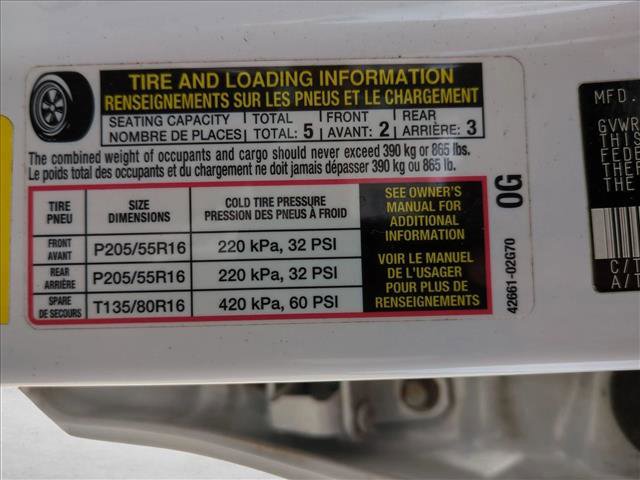 TIRE AND LOADING INFORMATION
RENSEIGNEMENTS SUR LES PNEUS ET LE CHARGEMENT
SEATING CAPACITY TOTAL FRONT REAR
NOMBRE DE PLACES TOTAL: 5 AVANT: 2 ARRIÈRE: 3
The combined weight of occupants and cargo should never exceed 390 kg or 865 lbs.
Le poids total des occupants et du chargement ne doit jamais dépasser 390 kg ou 865 lb.
TIRE SIZE COLD TIRE PRESSURE
PNEU DIMENSIONS PRESSION DES PNEUS À FROID
FRONT
AVANT P205/55R16 220 kPa, 32 PSI
REAR
ARRIÈRE P205/55R16 220 kPa, 32 PSI
SPARE
DE SECOURS T135/80R16 420 kPa, 60 PSI
SEE OWNER'S
MANUAL FOR
ADDITIONAL
INFORMATION
VOIR LE MANUEL
DE L'USAGER
POUR PLUS DE
RENSEIGNEMENTS
0G
42661-02G70
MFD.
GVWR
THIS
FEDE
THEF
VEHI
C/T
A/T